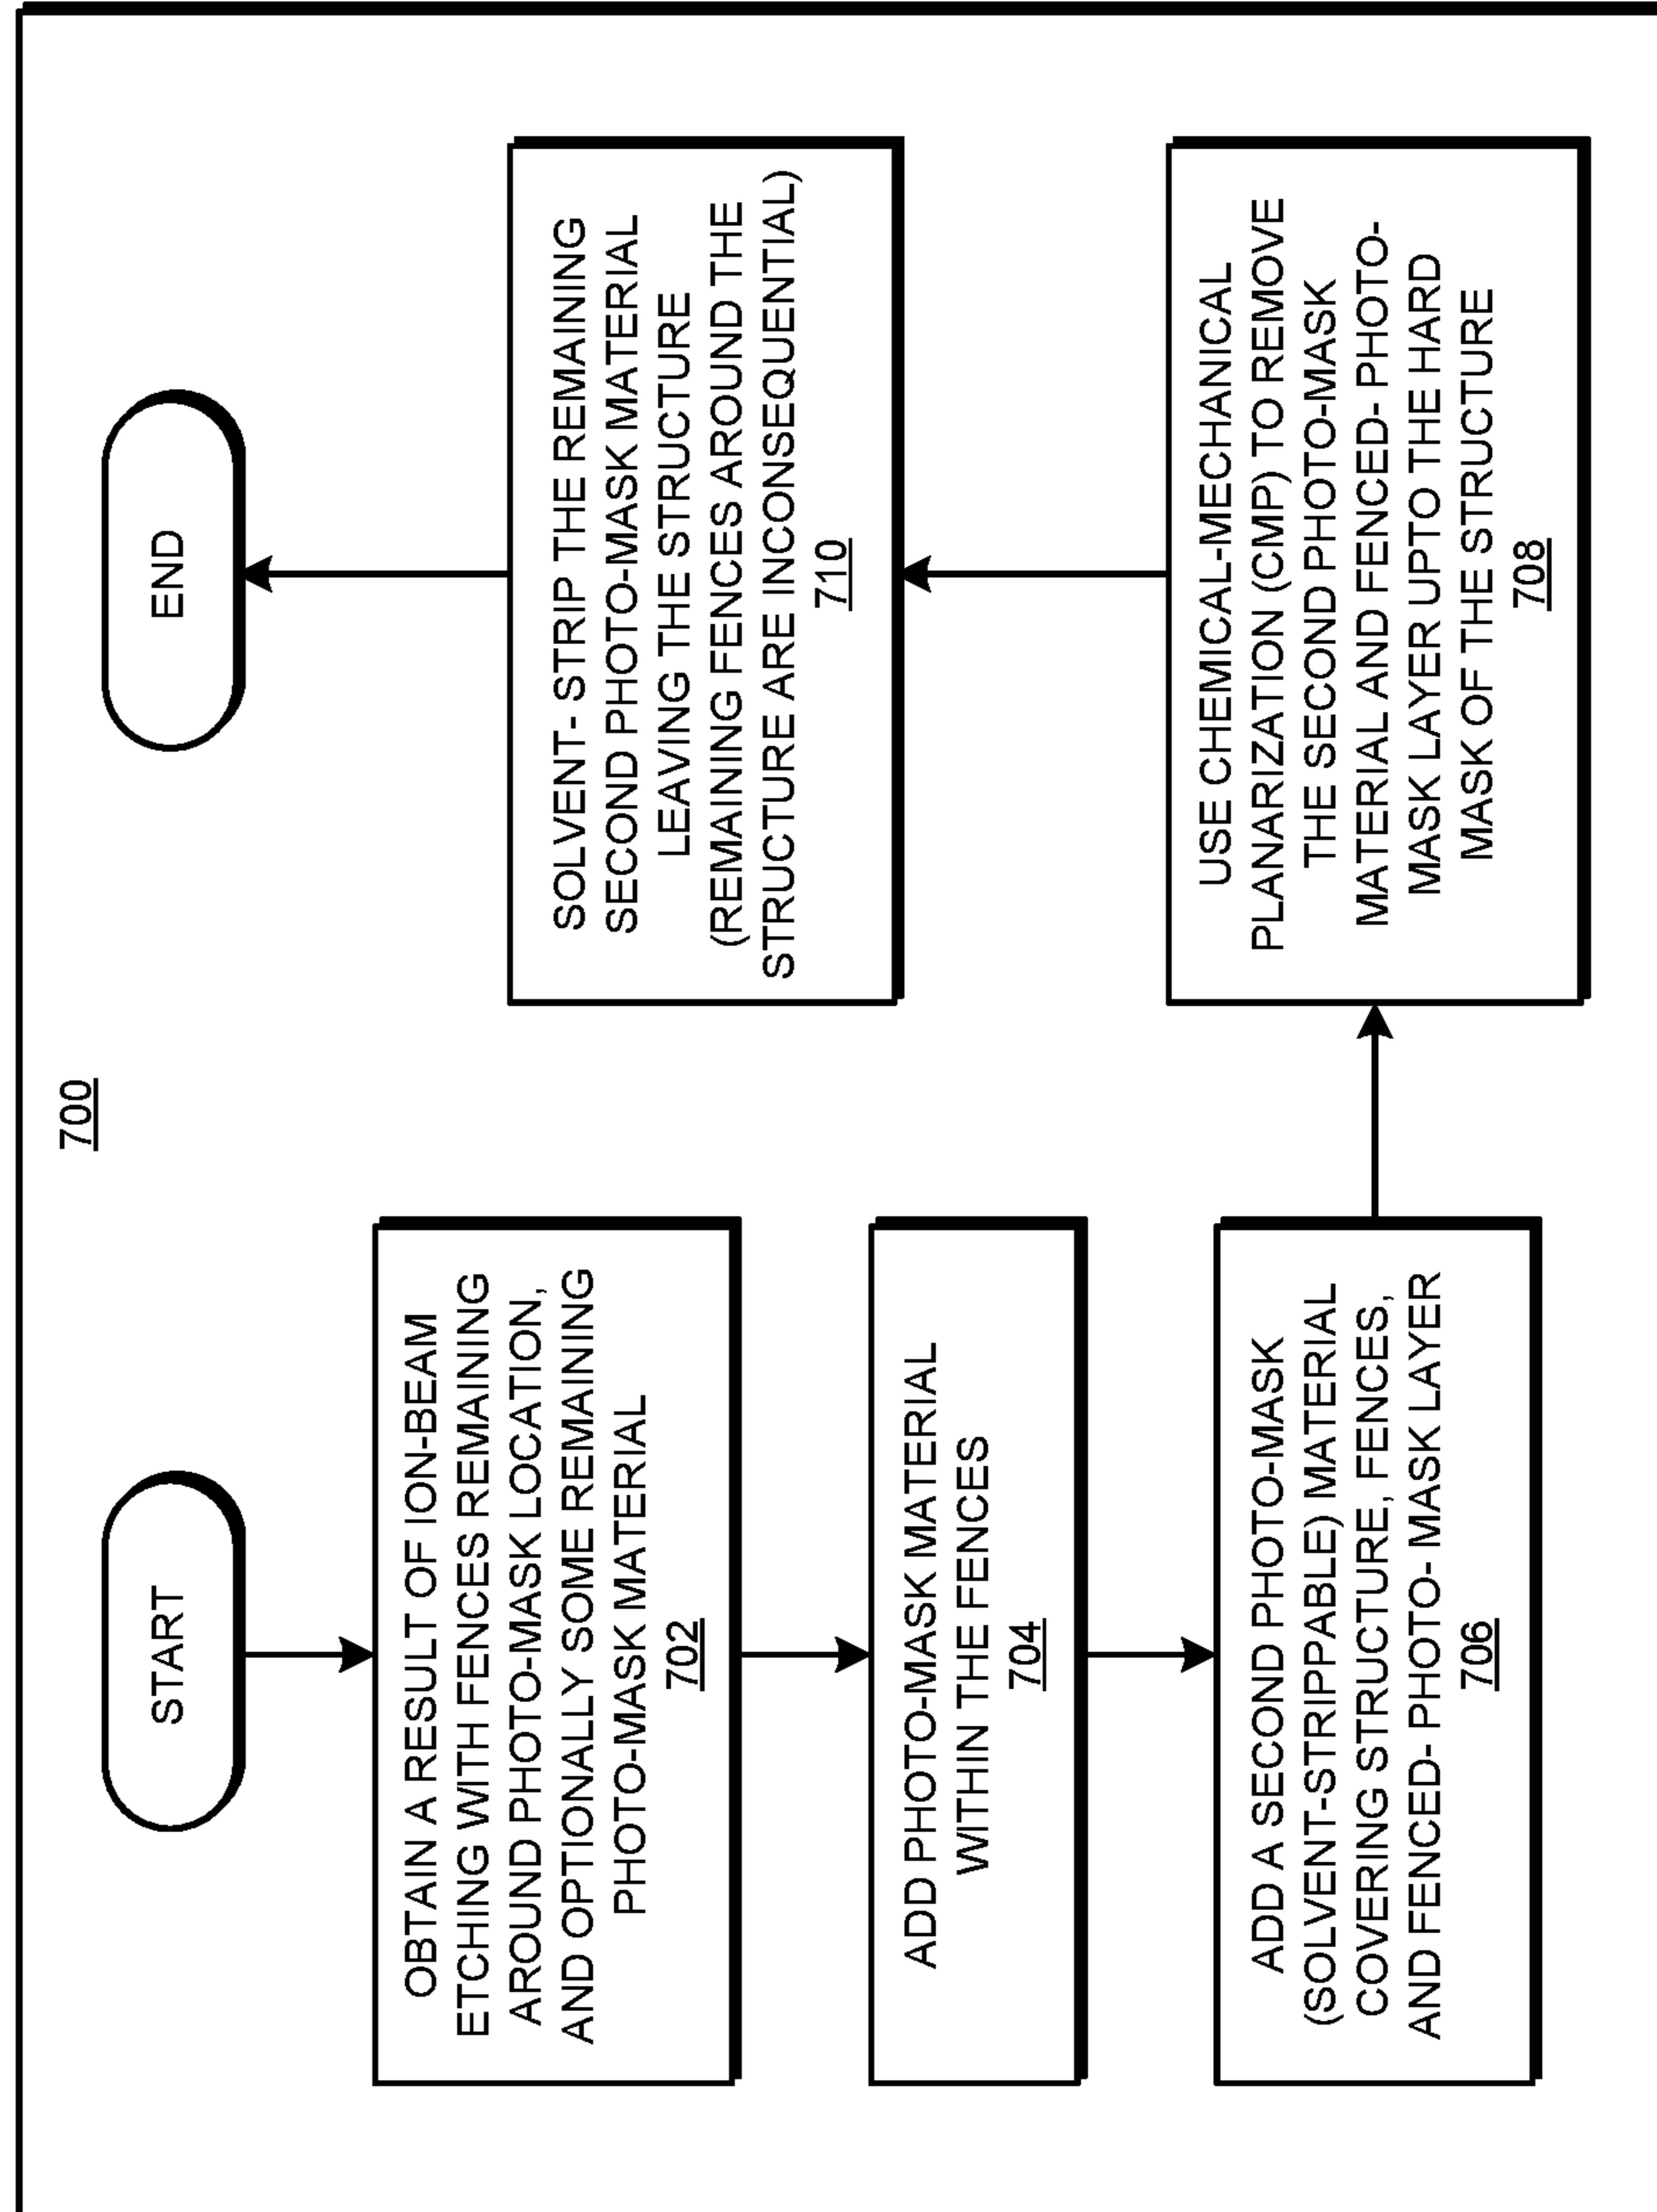 700
START
OBTAIN A RESULT OF ION-BEAM
ETCHING WITH FENCES REMAINING
AROUND PHOTO-MASK LOCATION,
AND OPTIONALLY SOME REMAINING
PHOTO-MASK MATERIAL
702
ADD PHOTO-MASK MATERIAL
WITHIN THE FENCES
704
ADD A SECOND PHOTO-MASK
(SOLVENT-STRIPPABLE) MATERIAL
COVERING STRUCTURE, FENCES,
AND FENCED- PHOTO- MASK LAYER
706
USE CHEMICAL-MECHANICAL
PLANARIZATION (CMP) TO REMOVE
THE SECOND PHOTO-MASK
MATERIAL AND FENCED- PHOTO-
MASK LAYER UPTO THE HARD
MASK OF THE STRUCTURE
708
SOLVENT- STRIP THE REMAINING
SECOND PHOTO-MASK MATERIAL
LEAVING THE STRUCTURE
(REMAINING FENCES AROUND THE
STRUCTURE ARE INCONSEQUENTIAL)
710
END